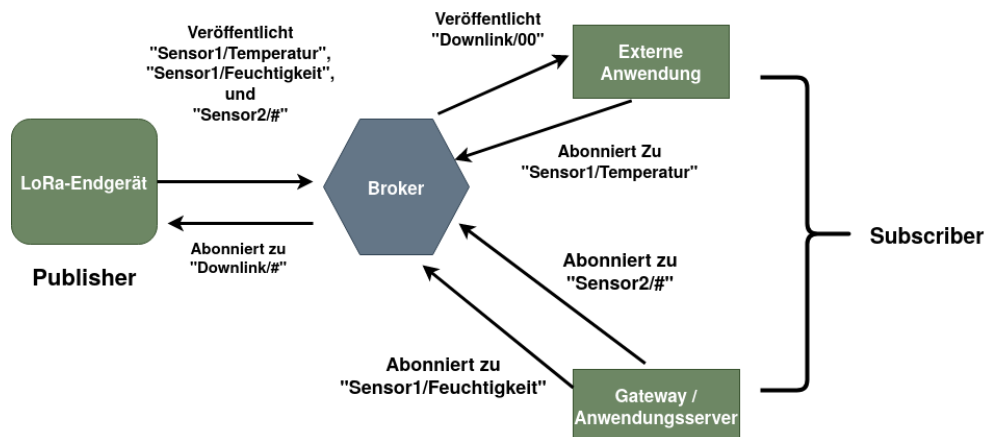 Veröffentlicht
"Sensor1/Temperatur",
"Sensor1/Feuchtigkeit",
und
"Sensor2/#"
Veröffentlicht
"Downlink/00"
Externe
Anwendung
LoRa-Endgerät
Broker
Abonniert Zu
"Sensor1/Temperatur"
Abonniert zu
"Downlink/#"
Publisher
Abonniert zu
"Sensor2/#"
Subscriber
Abonniert zu
"Sensor1/Feuchtigkeit"
Gateway /
Anwendungsserver